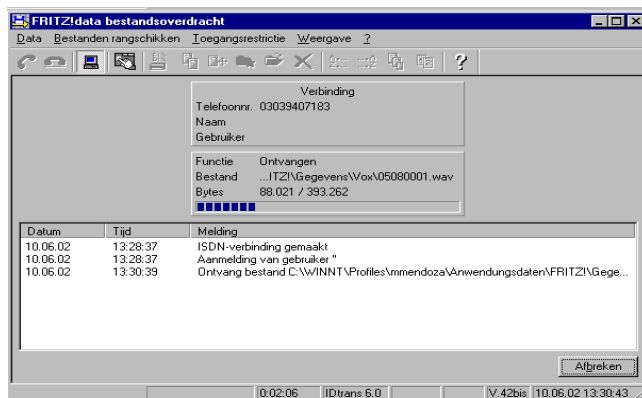 FRITZ!data bestandsoverdracht
Data Bestanden rangschikken Toegangsrestrictie Weergave ?
Verbinding
Telefoonnr. 03039407183
Naam
Gebruiker
Functie Ontvangen
Bestand ...ITZ!\Gegevens\Vox\05080001.wav
Bytes 88.021 / 393.262
Datum Tijd Melding
10.06.02 13:28:37 ISDN-verbinding gemaakt
10.06.02 13:28:37 Aanmelding van gebruiker ''
10.06.02 13:30:39 Ontvang bestand C:\WINNT\Profiles\mmendoza\Anwendungsdaten\FRITZ!\Gege...
Afbreken
0:02:06 IDtrans 6.0 V.42bis 10.06.02 13:30:43